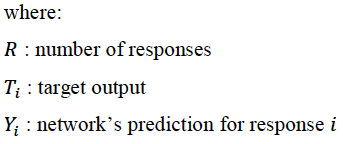 where:
R : number of responses
Tᵢ : target output
Yᵢ : network's prediction for response i